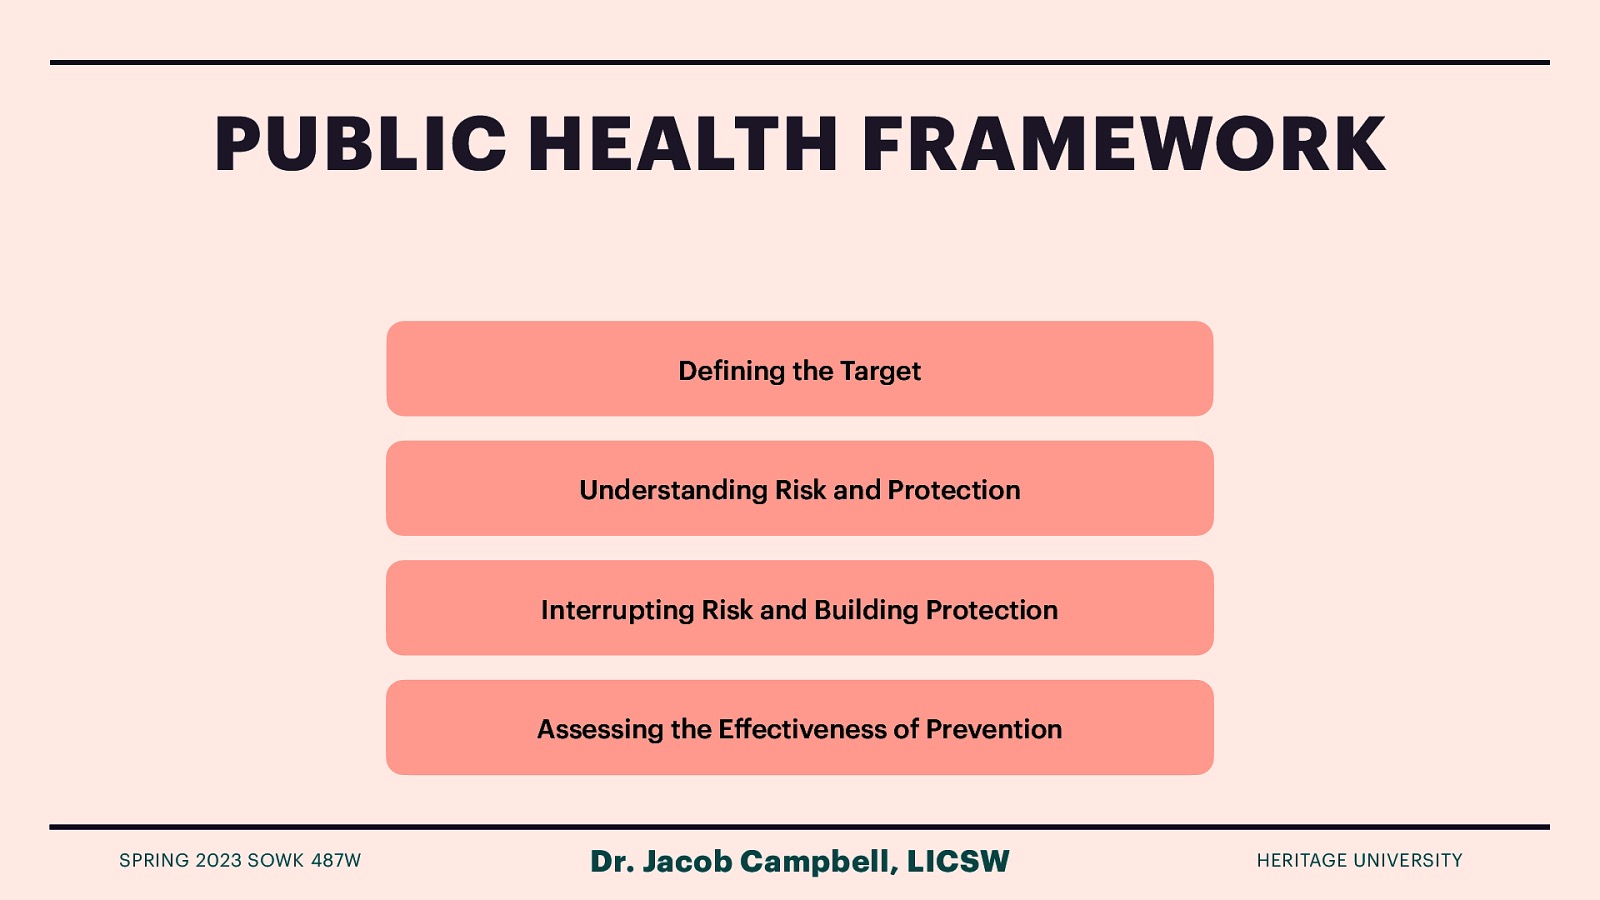 PUBLIC HEALTH FRAMEWORK
Defining the Target
Understanding Risk and Protection
Interrupting Risk and Building Protection
Assessing the Effectiveness of Prevention
SPRING 2023 SOWK 487W
Dr. Jacob Campbell, LICSW
HERITAGE UNIVERSITY